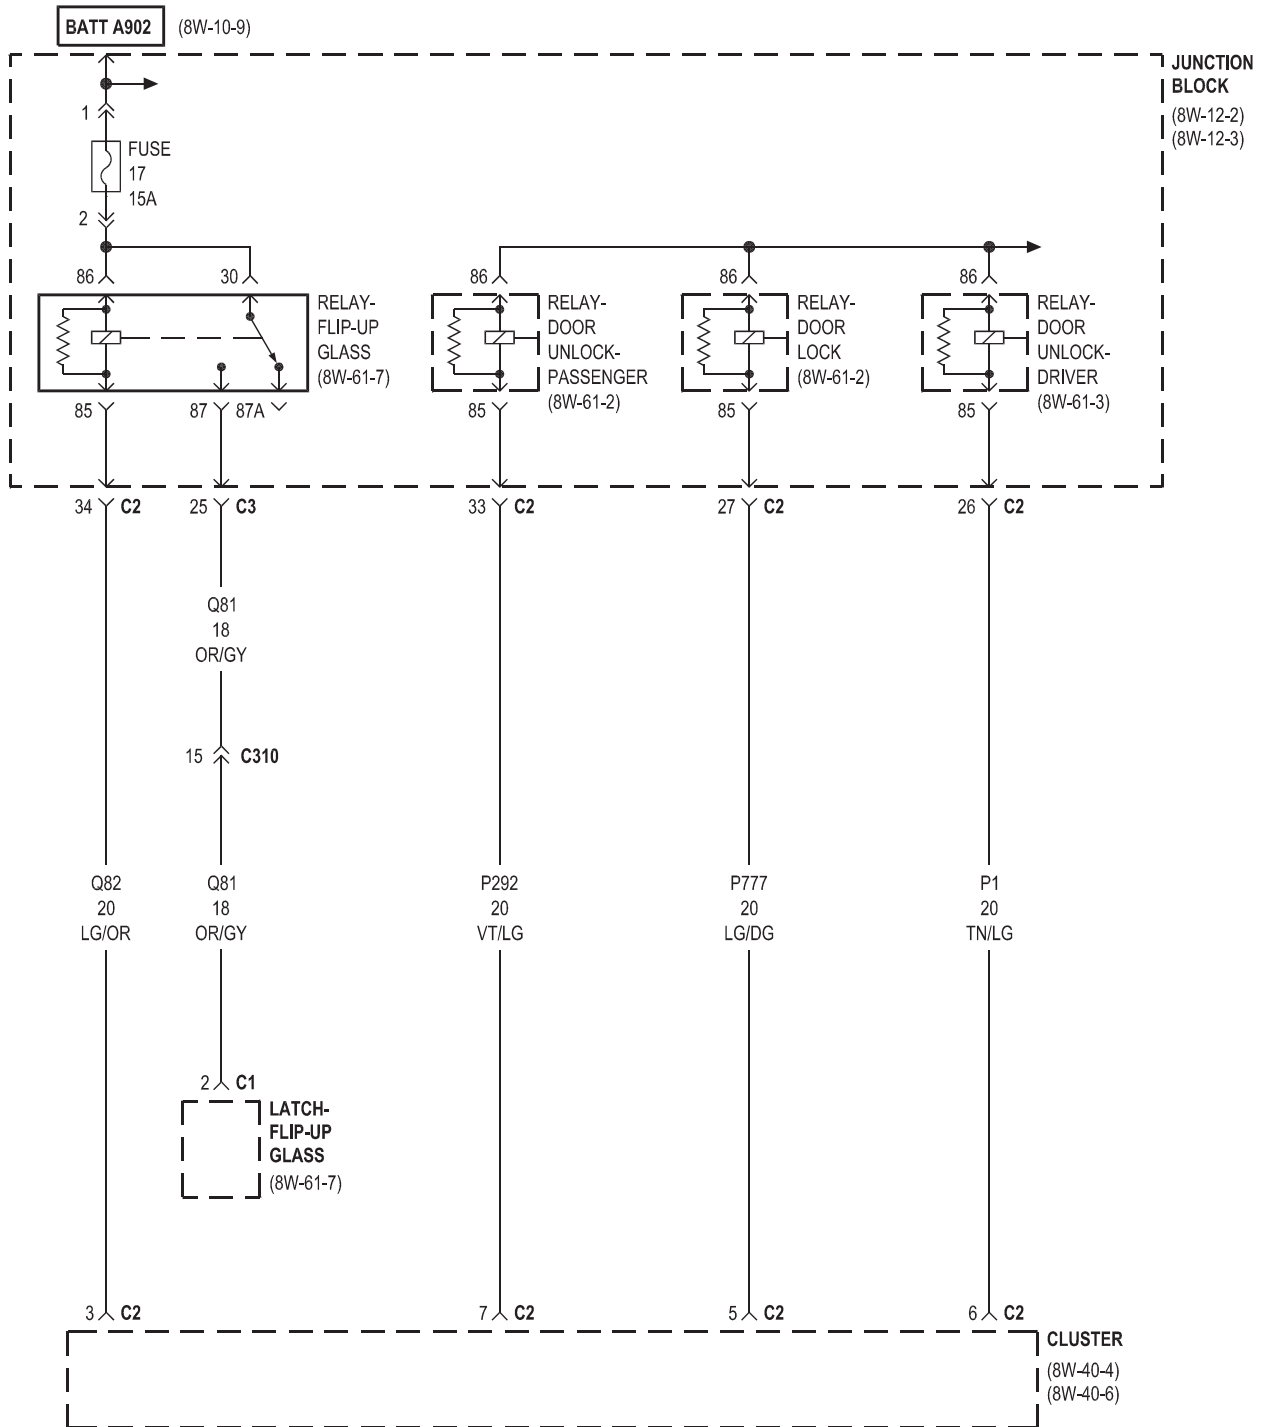 BATT A902 (8W-10-9)
JUNCTION
BLOCK
(8W-12-2)
(8W-12-3)
1
FUSE
17
15A
2
86 30 86 86 86
RELAY-
FLIP-UP
GLASS
(8W-61-7)
RELAY-
DOOR
UNLOCK-
PASSENGER
(8W-61-2)
RELAY-
DOOR
LOCK
(8W-61-2)
RELAY-
DOOR
UNLOCK-
DRIVER
(8W-61-3)
85 87 87A 85 85 85
34 C2 25 C3 33 C2 27 C2 26 C2
Q81
18
OR/GY
15 C310
Q82
20
LG/OR
Q81
18
OR/GY
P292
20
VT/LG
P777
20
LG/DG
P1
20
TN/LG
2 C1
LATCH-
FLIP-UP
GLASS
(8W-61-7)
3 C2 7 C2 5 C2 6 C2
CLUSTER
(8W-40-4)
(8W-40-6)